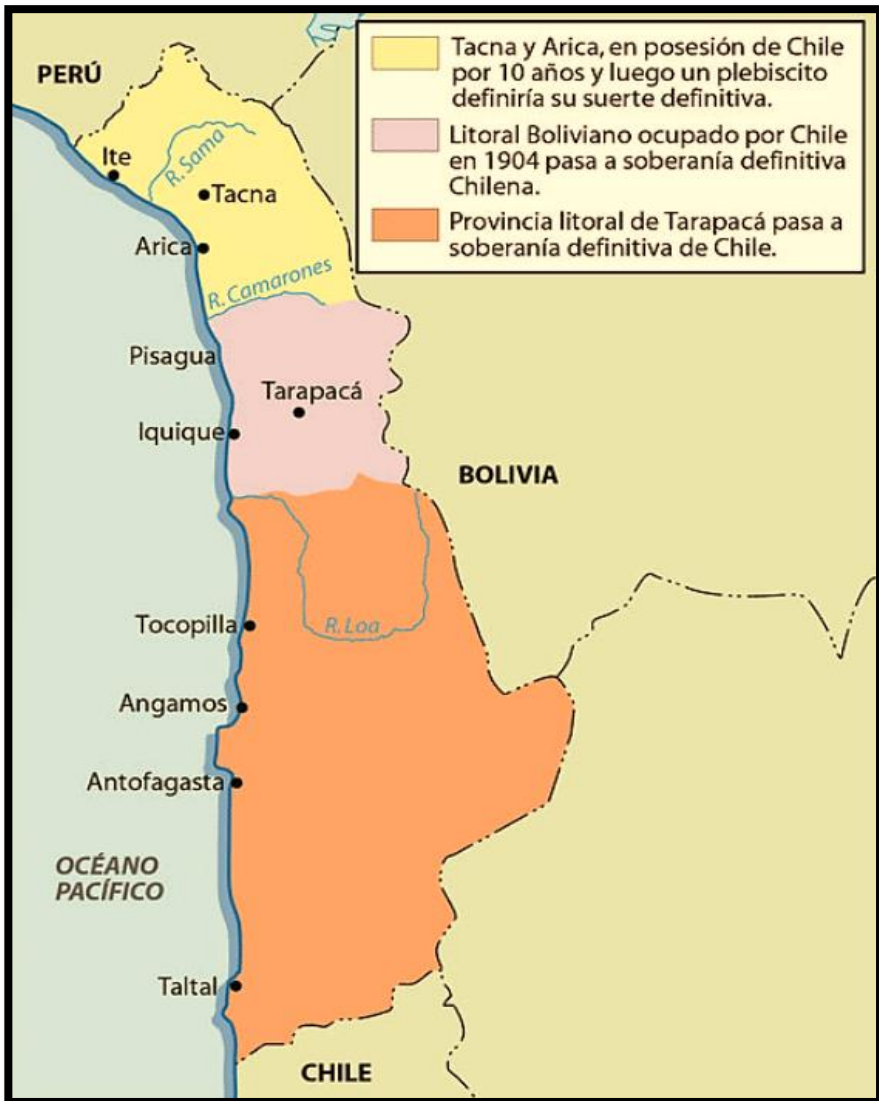 Tacna y Arica, en posesión de Chile
por 10 años y luego un plebiscito
definiría su suerte definitiva.
Litoral Boliviano ocupado por Chile
en 1904 pasa a soberanía definitiva
Chilena.
Provincia litoral de Tarapacá pasa a
soberanía definitiva de Chile.
PERÚ
Ite
R. Sama
Tacna
Arica
R. Camarones
Pisagua
Tarapacá
Iquique
BOLIVIA
Tocopilla
R. Loa
Angamos
Antofagasta
OCÉANO
PACÍFICO
Taltal
CHILE